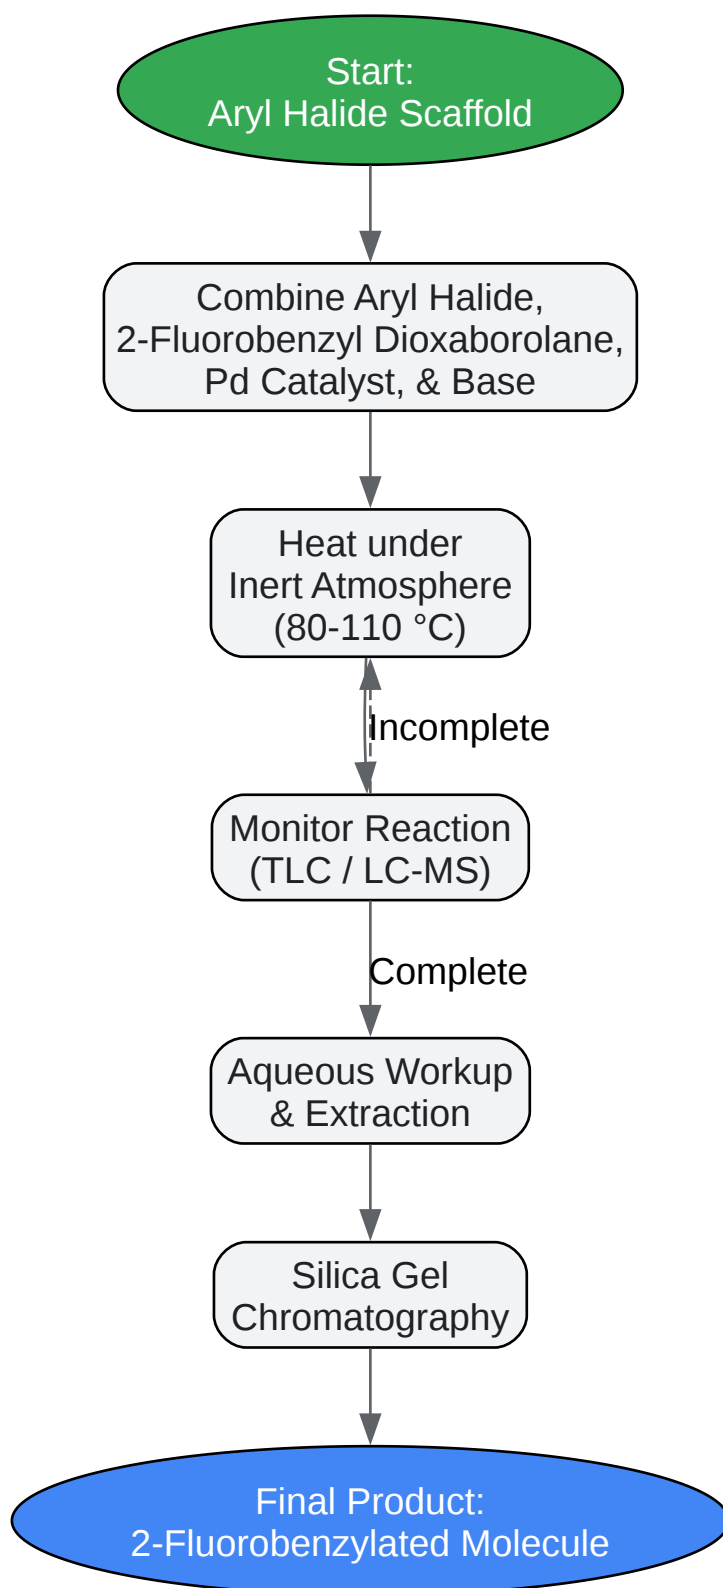 Start:
Aryl Halide Scaffold
Combine Aryl Halide,
2-Fluorobenzyl Dioxaborolane,
Pd Catalyst, & Base
Heat under
Inert Atmosphere
(80-110 °C)
Incomplete
Monitor Reaction
(TLC / LC-MS)
Complete
Aqueous Workup
& Extraction
Silica Gel
Chromatography
Final Product:
2-Fluorobenzylated Molecule